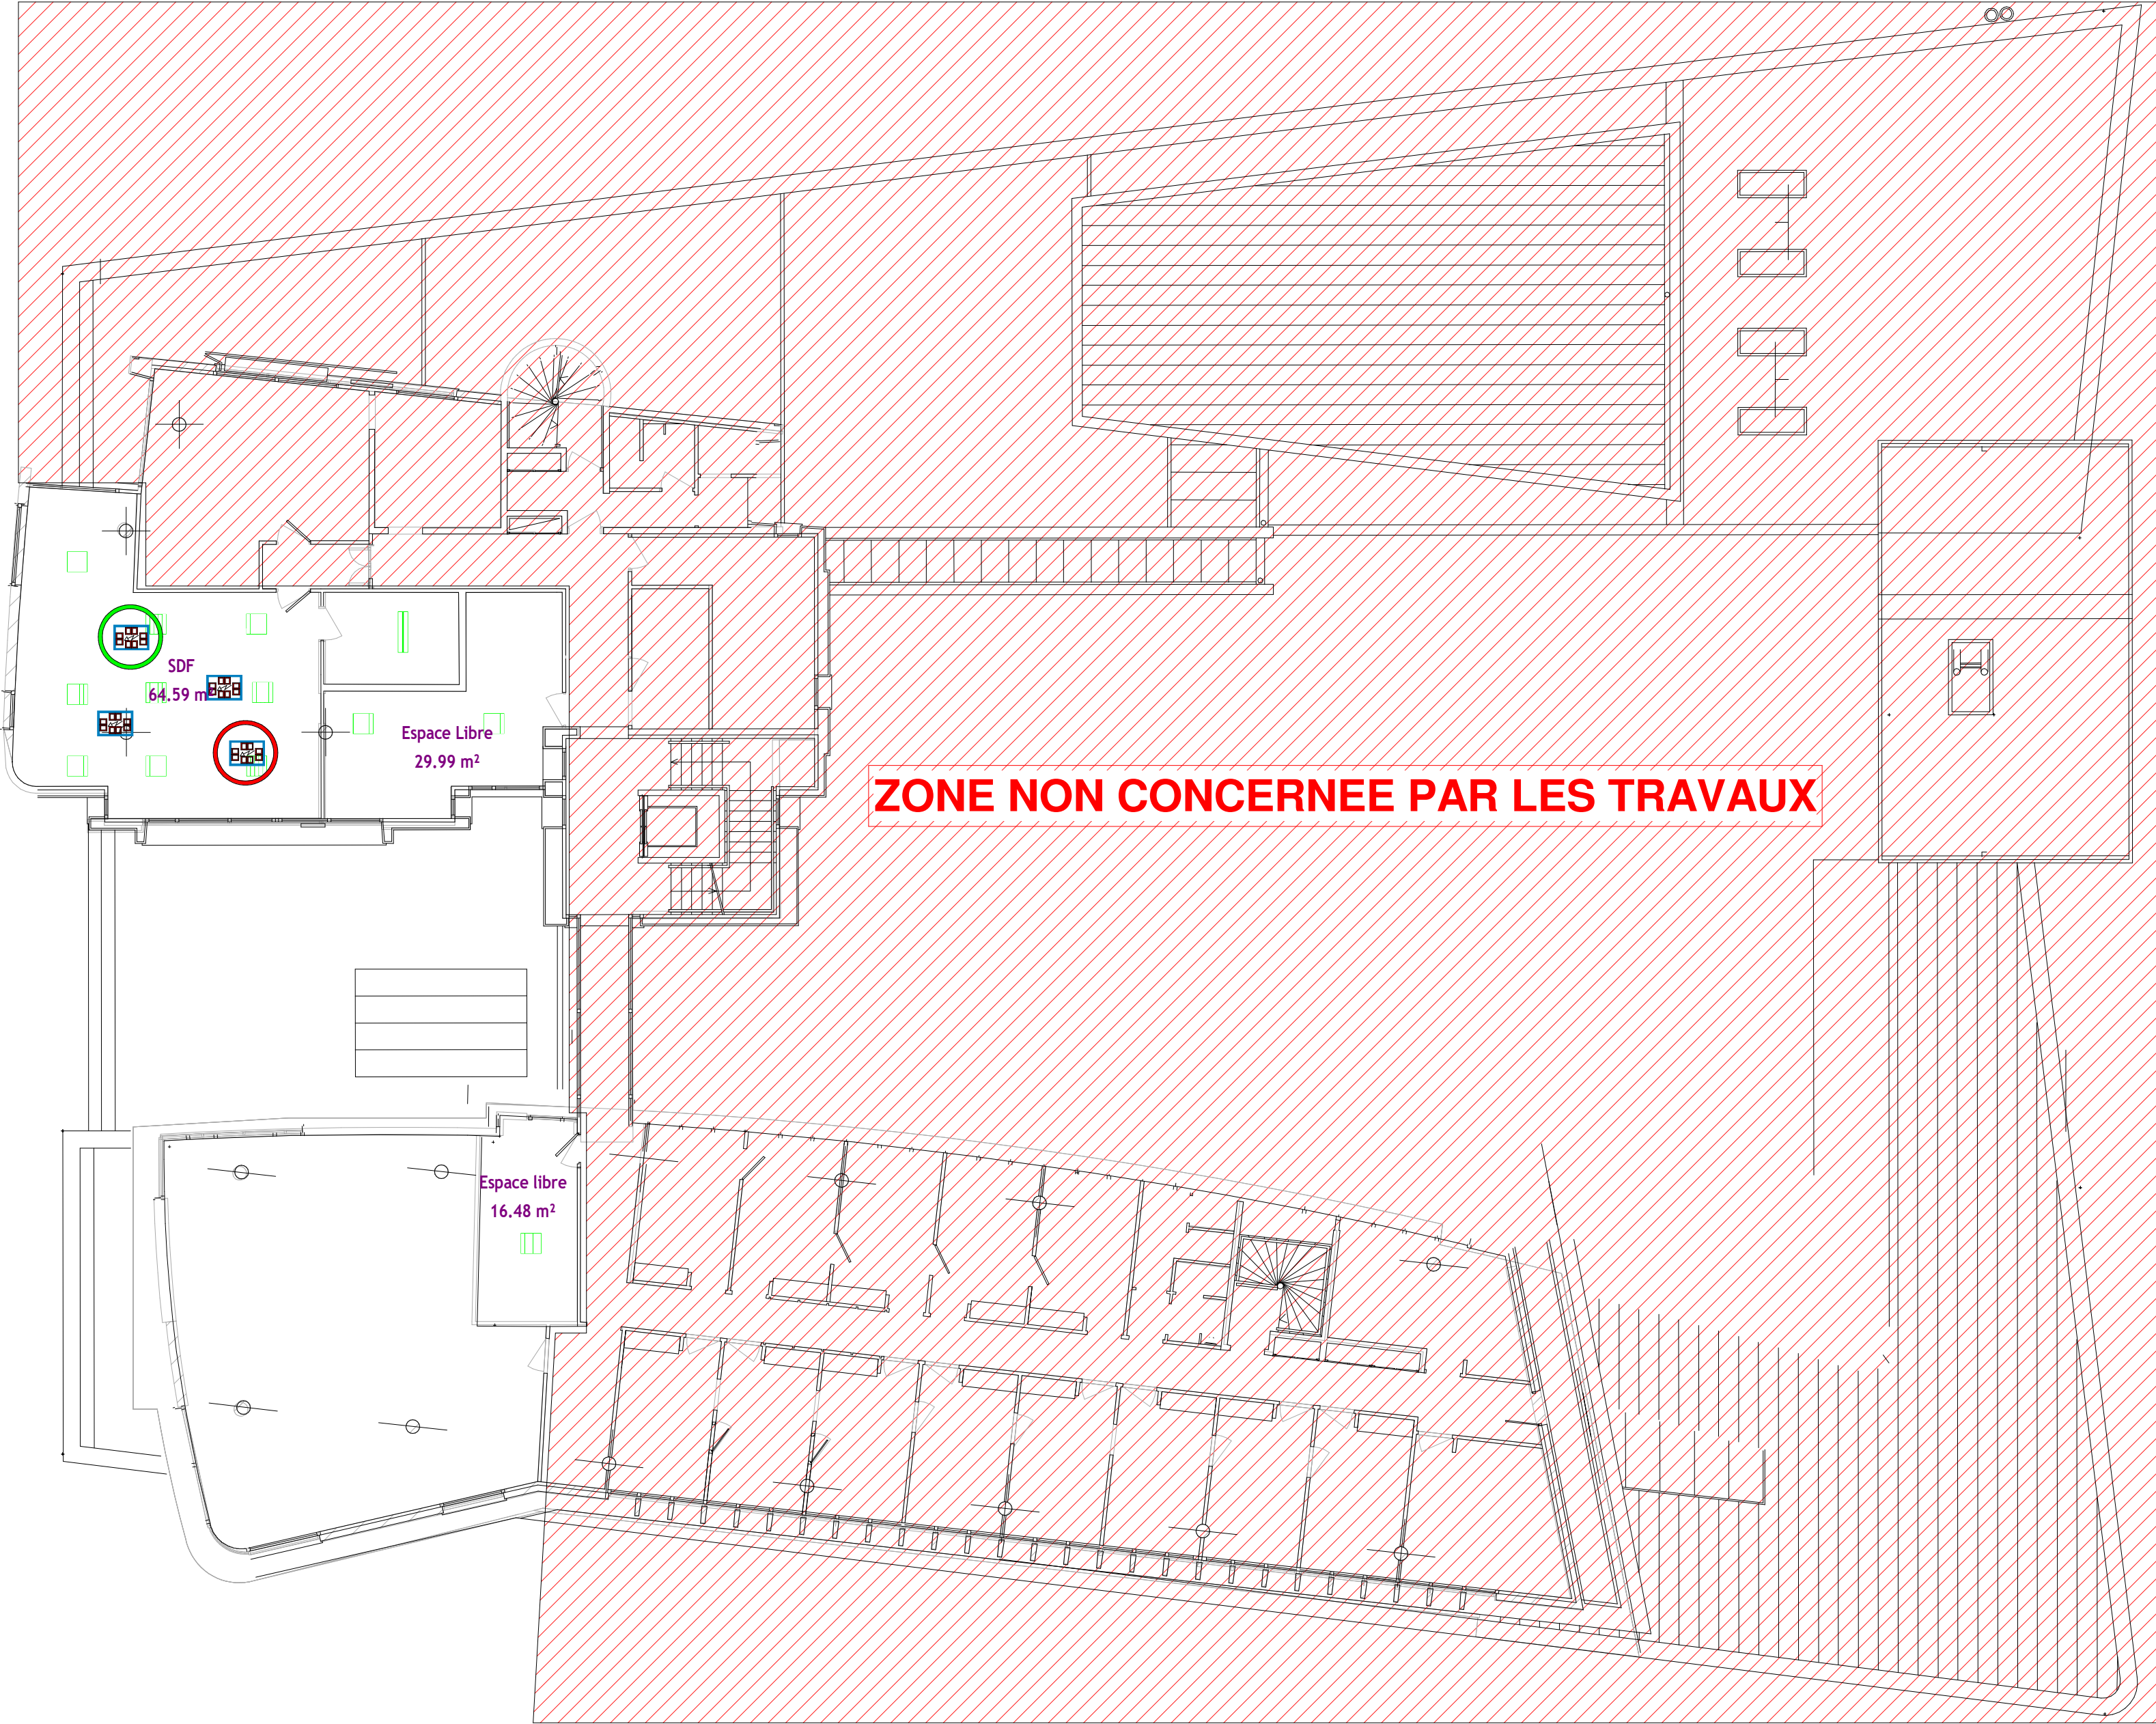 SDF
64.59 m²
Espace Libre
29.99 m²
ZONE NON CONCERNEE PAR LES TRAVAUX
Espace libre
16.48 m²